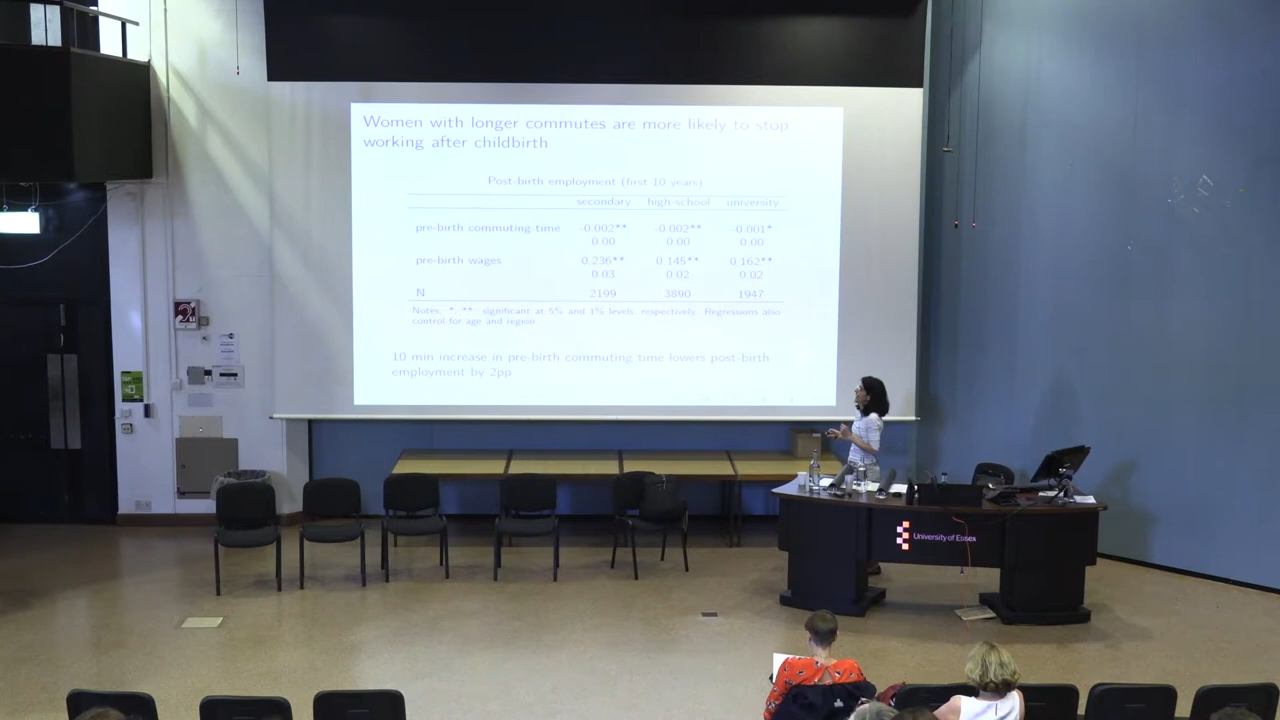 Women with longer commutes are more likely to stop
working after childbirth
Post-birth employment (first 10 years)
secondary high-school university
pre-birth commuting time -0.002** -0.002** -0.001*
0.00 0.00 0.00
pre-birth wages 0.236** 0.145** 0.162**
0.03 0.02 0.02
N 2199 3890 1947
Notes: *, **: significant at 5% and 1% levels, respectively. Regressions also
control for age and region
10 min increase in pre-birth commuting time lowers post-birth
employment by 2pp
University of Essex